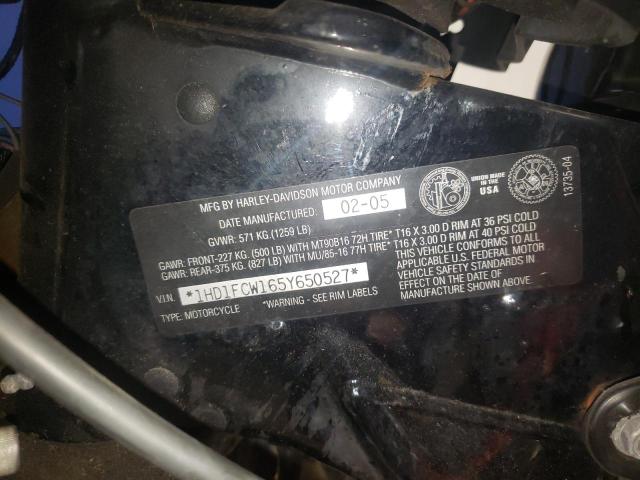 MFG BY HARLEY-DAVIDSON MOTOR COMPANY
DATE MANUFACTURED: 02-05
GVWR: 571 KG (1259 LB)
GAWR: FRONT-227 KG. (500 LB) WITH MT90B16 72H TIRE* T16 X 3.00 D RIM AT 36 PSI COLD
GAWR: REAR-375 KG. (827 LB) WITH MU/85-16 77H TIRE* T16 X 3.00 D RIM AT 40 PSI COLD
V.I.N. *1HD1FCW165Y650527*
TYPE: MOTORCYCLE
*WARNING - SEE RIM LABELS
THIS VEHICLE CONFORMS TO ALL
APPLICABLE U.S. FEDERAL MOTOR
VEHICLE SAFETY STANDARDS IN
EFFECT ON THE DATE OF
MANUFACTURE SHOWN ABOVE.
UNION MADE
IN THE
USA
13735-04